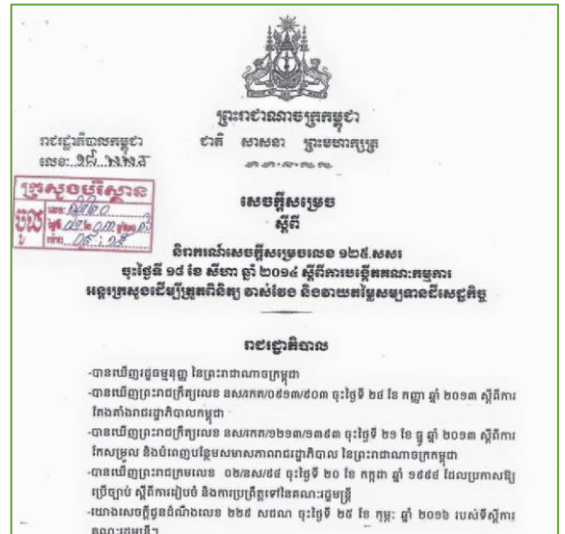 ព្រះរាជាណាចក្រកម្ពុជា
ជាតិ សាសនា ព្រះមហាក្សត្រ
រាជរដ្ឋាភិបាលកម្ពុជា
លេខ:
ក្រសួងបរិស្ថាន
ចូល
លេខ:
ថ្ងៃទី
ម៉ោង:
សេចក្តីសម្រេច
ស្តីពី
និរាករណ៍សេចក្តីសម្រេចលេខ ១២៥.សសរ
ចុះថ្ងៃទី ១៨ ខែ សីហា ឆ្នាំ ២០១៤ ស្តីពីការបង្កើតគណៈកម្មការ
អន្តរក្រសួងដើម្បីត្រួតពិនិត្យ វាស់វែង និងវាយតម្លៃសម្បទានដីសេដ្ឋកិច្ច
រាជរដ្ឋាភិបាល
-បានឃើញរដ្ឋធម្មនុញ្ញ នៃព្រះរាជាណាចក្រកម្ពុជា
-បានឃើញព្រះរាជក្រឹត្យលេខ នស/រកត/០៩១៣/៩០៣ ចុះថ្ងៃទី ២៤ ខែ កញ្ញា ឆ្នាំ ២០១៣ ស្តីពីការ
តែងតាំងរាជរដ្ឋាភិបាលកម្ពុជា
-បានឃើញព្រះរាជក្រឹត្យលេខ នស/រកត/១២១៣/១៣៩៣ ចុះថ្ងៃទី ២១ ខែ ធ្នូ ឆ្នាំ ២០១៣ ស្តីពីការ
កែសម្រួល និងបំពេញបន្ថែមសមាសភាពរាជរដ្ឋាភិបាល នៃព្រះរាជាណាចក្រកម្ពុជា
-បានឃើញព្រះរាជក្រមលេខ ០២/នស/៩៤ ចុះថ្ងៃទី ២០ ខែ កក្កដា ឆ្នាំ ១៩៩៤ ដែលប្រកាសឱ្យ
ប្រើច្បាប់ ស្តីពីការរៀបចំ និងការប្រព្រឹត្តទៅនៃគណៈរដ្ឋមន្ត្រី
-យោងសេចក្តីជូនដំណឹងលេខ ២២៩ សជណ ចុះថ្ងៃទី ២៥ ខែ កុម្ភៈ ឆ្នាំ ២០១៦ របស់ទីស្តីការ
គណៈរដ្ឋមន្ត្រី។